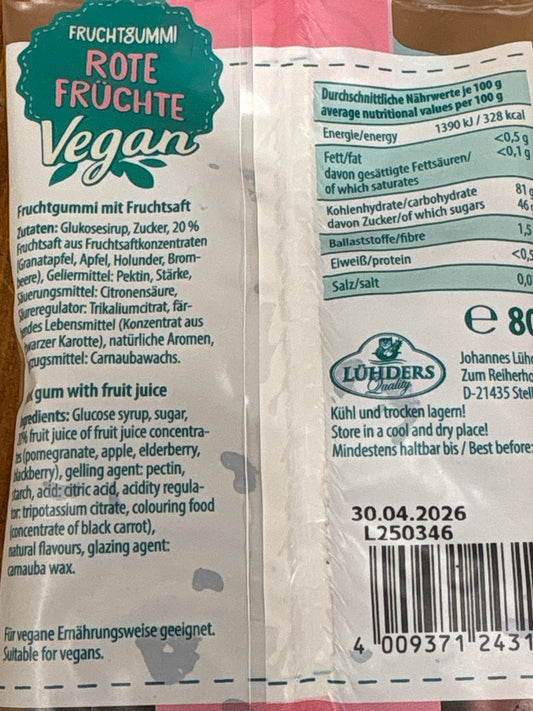 FRUCHTGUMMI
ROTE
FRÜCHTE
Vegan
Fruchtgummi mit Fruchtsaft
Zutaten: Glukosesirup, Zucker, 20 %
Fruchtsaft aus Fruchtsaftkonzentraten
(Granatapfel, Apfel, Holunder, Brom-
beere), Geliermittel: Pektin, Stärke,
Säuerungsmittel: Citronensäure,
Säureregulator: Trikaliumcitrat, fär-
ndes Lebensmittel (Konzentrat aus
warzer Karotte), natürliche Aromen,
zugsmittel: Carnaubawachs.
gum with fruit juice
Ingredients: Glucose syrup, sugar,
20% fruit juice of fruit juice concentra-
tes (pomegranate, apple, elderberry,
blackberry), gelling agent: pectin,
starch, acid: citric acid, acidity regula-
tor: tripotassium citrate, colouring food
(concentrate of black carrot),
natural flavours, glazing agent:
carnauba wax.
Für vegane Ernährungsweise geeignet.
Suitable for vegans.
Durchschnittliche Nährwerte je 100 g
average nutritional values per 100 g
Energie/energy 1390 kJ / 328 kcal
Fett/fat <0,5 g
davon gesättigte Fettsäuren/ <0,1 g
of which saturates
Kohlenhydrate/carbohydrate 81 g
davon Zucker/of which sugars 46 g
Ballaststoffe/fibre 1,5
Eiweiß/protein <0,5
Salz/salt 0,0
e 80
LÜHDERS
Quality
Johannes Lüh
Zum Reiherho
D-21435 Stel
Kühl und trocken lagern!
Store in a cool and dry place!
Mindestens haltbar bis / Best before:
30.04.2026
L250346
4 009371 2431